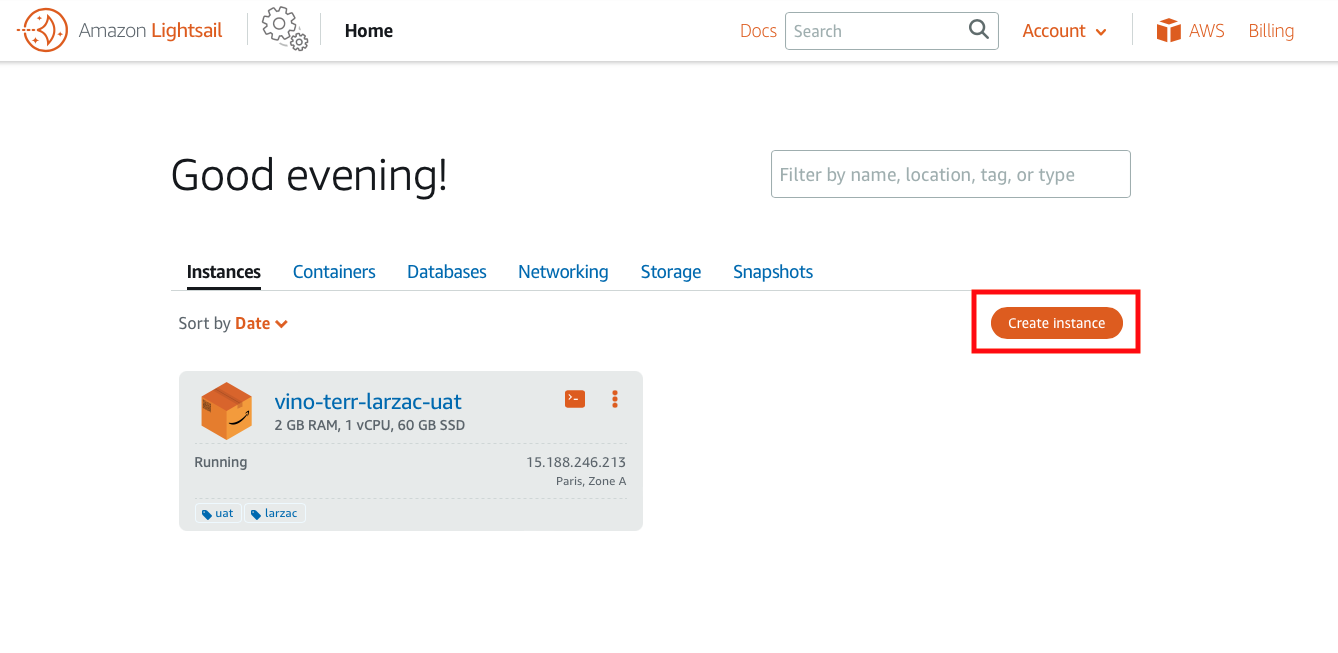 Amazon Lightsail
Home
Docs
Search
Account
AWS
Billing
Good evening!
Filter by name, location, tag, or type
Instances
Containers
Databases
Networking
Storage
Snapshots
Sort by Date
Create instance
vino-terr-larzac-uat
2 GB RAM, 1 vCPU, 60 GB SSD
Running
15.188.246.213
Paris, Zone A
uat
larzac